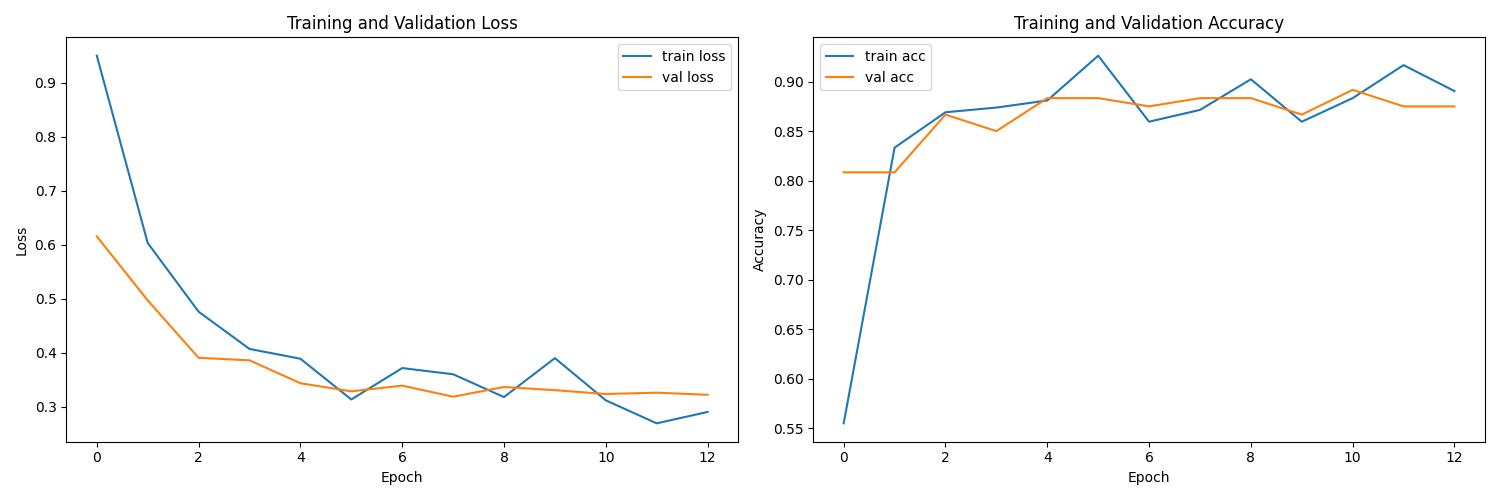 Training and Validation Loss
train loss
val loss
0.9
0.8
0.7
0.6
0.5
0.4
0.3
Loss
0 2 4 6 8 10 12
Epoch
Training and Validation Accuracy
train acc
val acc
0.90
0.85
0.80
0.75
0.70
0.65
0.60
0.55
Accuracy
0 2 4 6 8 10 12
Epoch